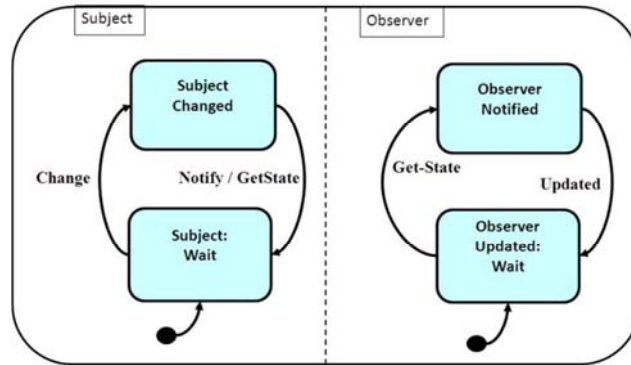 Subject
Observer
Subject
Changed
Observer
Notified
Change
Notify / GetState
Get-State
Updated
Subject:
Wait
Observer
Updated:
Wait